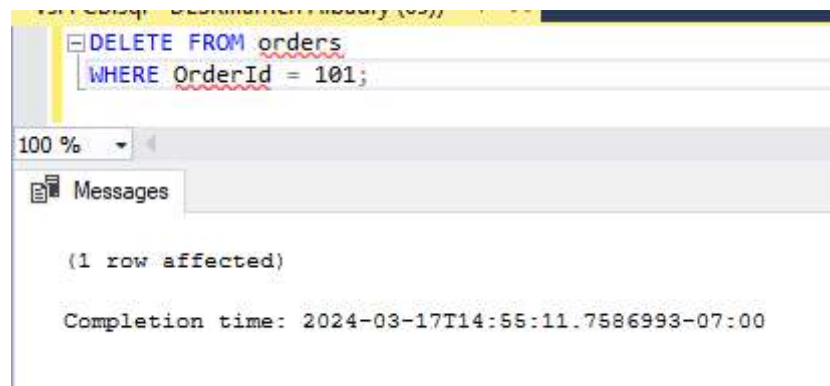 DELETE FROM orders
WHERE OrderId = 101;
100 %
Messages
(1 row affected)
Completion time: 2024-03-17T14:55:11.7586993-07:00